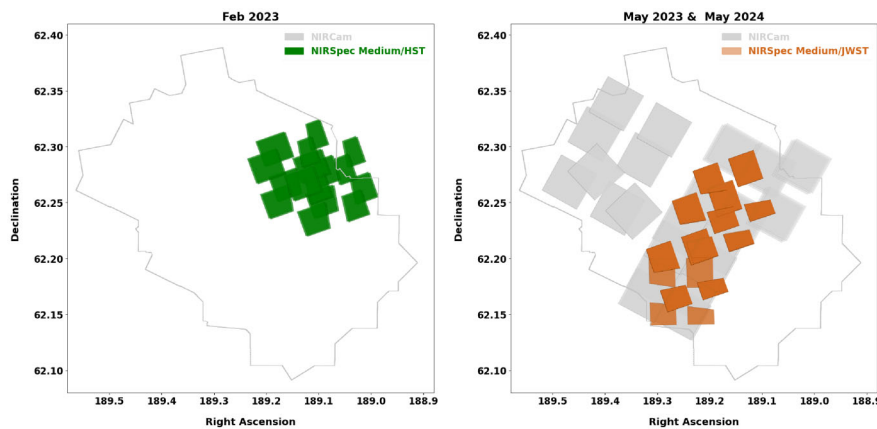 Feb 2023
NIRCam
NIRSpec Medium/HST
62.40
62.35
62.30
62.25
62.20
62.15
62.10
Declination
189.5 189.4 189.3 189.2 189.1 189.0 188.9
Right Ascension
May 2023 & May 2024
NIRCam
NIRSpec Medium/JWST
62.40
62.35
62.30
62.25
62.20
62.15
62.10
Declination
189.5 189.4 189.3 189.2 189.1 189.0 188.9
Right Ascension